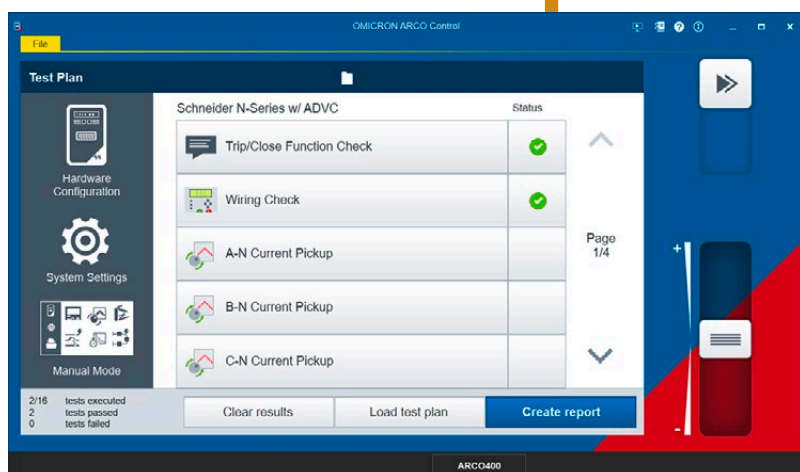 OMICRON ARCO Control
File
Test Plan
Hardware
Configuration
System Settings
Manual Mode
Schneider N-Series w/ ADVC
Status
Trip/Close Function Check
Wiring Check
A-N Current Pickup
B-N Current Pickup
C-N Current Pickup
Page
1/4
2/16 tests executed
2 tests passed
0 tests failed
Clear results
Load test plan
Create report
+
-
ARCO400